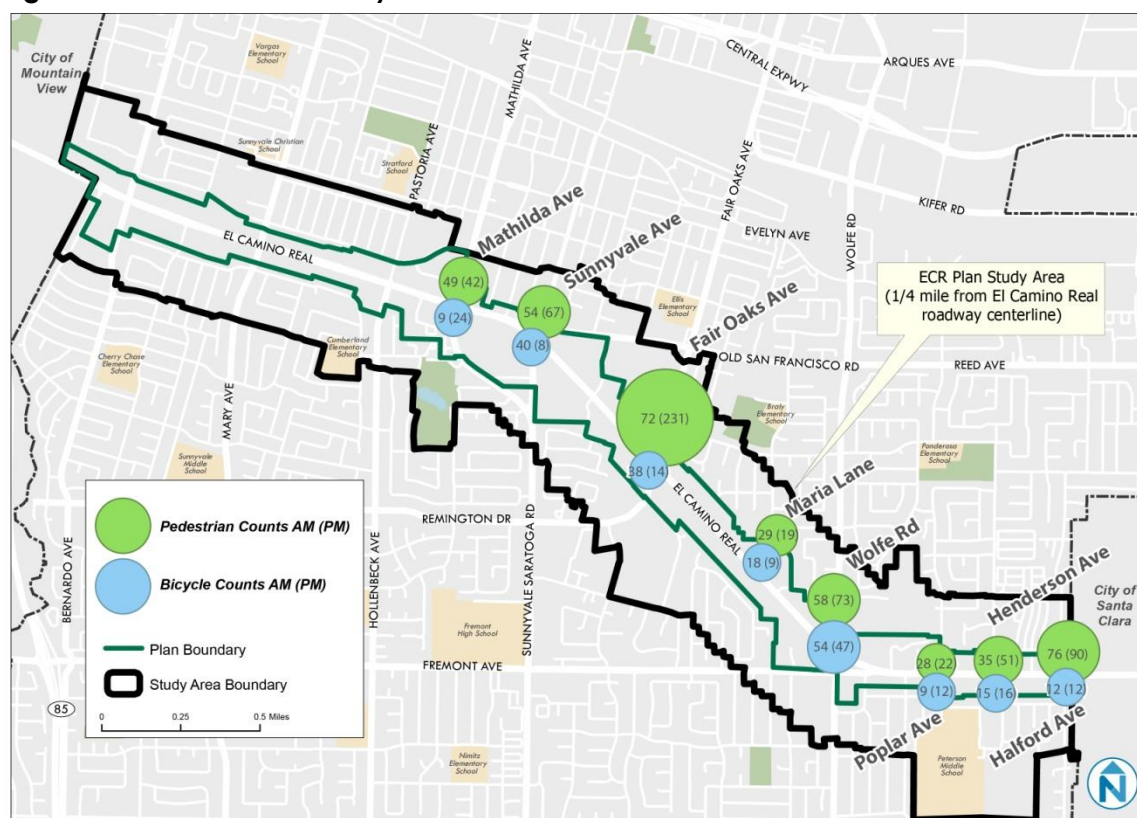 City of
Mountain
View
Vargas
Elementary
School
MATHILDA AVE
CENTRAL EXPWY
ARQUES AVE
Sunnyvale Christian
School
Stratford
School
PASTORIA AVE
FAIR OAKS AVE
KIFER RD
EVELYN AVE
WOLFE RD
EL CAMINO REAL
Mathilda Ave
Sunnyvale Ave
49 (42)
9 (24)
54 (67)
40 (8)
Ellis
Elementary
School
Fair Oaks Ave
ECR Plan Study Area
(1/4 mile from El Camino Real
roadway centerline)
OLD SAN FRANCISCO RD
REED AVE
Cherry Chase
Elementary
School
Cumberland
Elementary
School
MARY AVE
72 (231)
38 (14)
Braly
Elementary
School
Ponderosa
Elementary
School
Sunnyvale
Middle
School
EL CAMINO REAL
Maria Lane
29 (19)
18 (9)
REMINGTON DR
Wolfe Rd
58 (73)
54 (47)
Henderson Ave
City of
Santa
Clara
BERNARDO AVE
HOLLENBECK AVE
SUNNYVALE SARATOGA RD
Fremont
High School
FREMONT AVE
28 (22)
9 (12)
35 (51)
15 (16)
76 (90)
12 (12)
Poplar Ave
Halford Ave
Peterson
Middle
School
Nimitz
Elementary
School
Pedestrian Counts AM (PM)
Bicycle Counts AM (PM)
Plan Boundary
Study Area Boundary
0 0.25 0.5 Miles
85
N